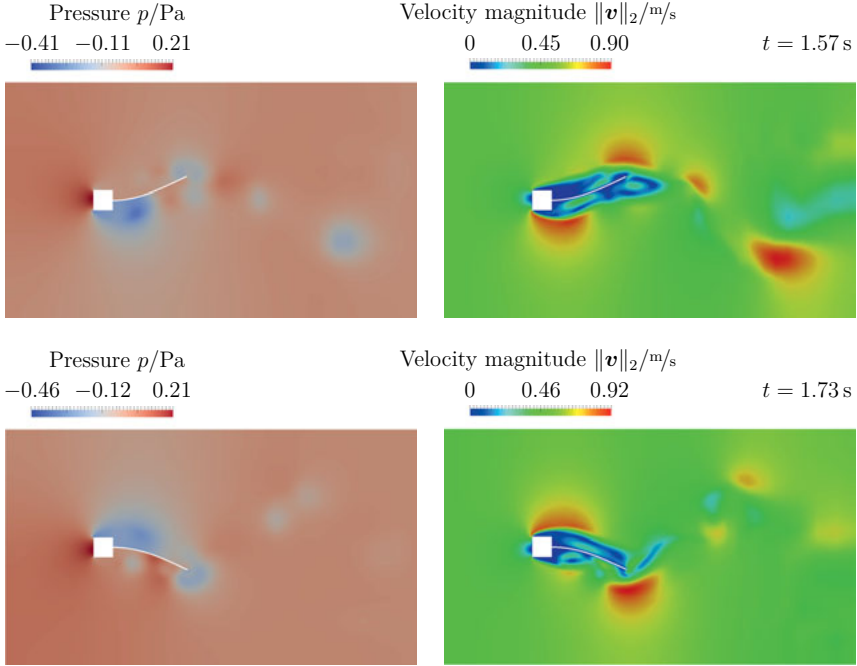 Pressure p/Pa
−0.41 −0.11 0.21
Velocity magnitude ‖v‖₂/m/s
0 0.45 0.90
t = 1.57 s
Pressure p/Pa
−0.46 −0.12 0.21
Velocity magnitude ‖v‖₂/m/s
0 0.46 0.92
t = 1.73 s